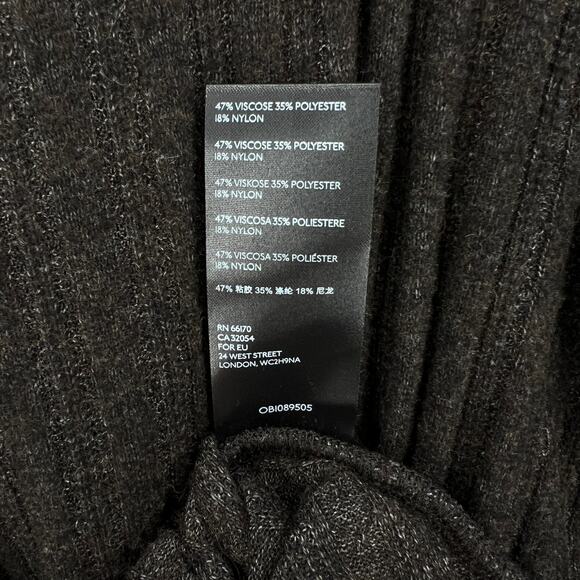 47% VISCOSE 35% POLYESTER
18% NYLON
47% VISCOSE 35% POLYESTER
18% NYLON
47% VISKOSE 35% POLYESTER
18% NYLON
47% VISCOSA 35% POLIESTERE
18% NYLON
47% VISCOSA 35% POLIÉSTER
18% NYLON
47% 粘胶 35% 涤纶 18% 尼龙
RN 66170
CA 32054
FOR EU
24 WEST STREET
LONDON, WC2H9NA
OB1089505